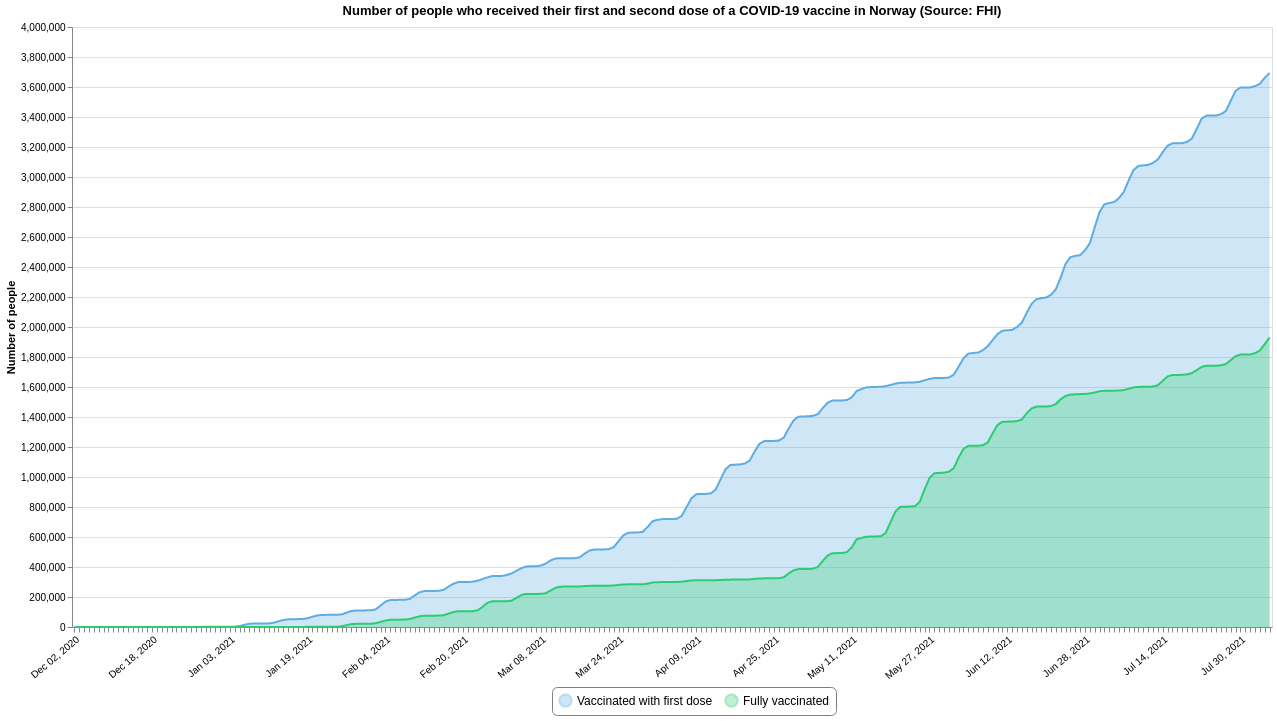 Number of people who received their first and second dose of a COVID-19 vaccine in Norway (Source: FHI)
Number of people
4,000,000
3,800,000
3,600,000
3,400,000
3,200,000
3,000,000
2,800,000
2,600,000
2,400,000
2,200,000
2,000,000
1,800,000
1,600,000
1,400,000
1,200,000
1,000,000
800,000
600,000
400,000
200,000
0
Dec 02, 2020
Dec 18, 2020
Jan 03, 2021
Jan 19, 2021
Feb 04, 2021
Feb 20, 2021
Mar 08, 2021
Mar 24, 2021
Apr 09, 2021
Apr 25, 2021
May 11, 2021
May 27, 2021
Jun 12, 2021
Jun 28, 2021
Jul 14, 2021
Jul 30, 2021
Vaccinated with first dose
Fully vaccinated